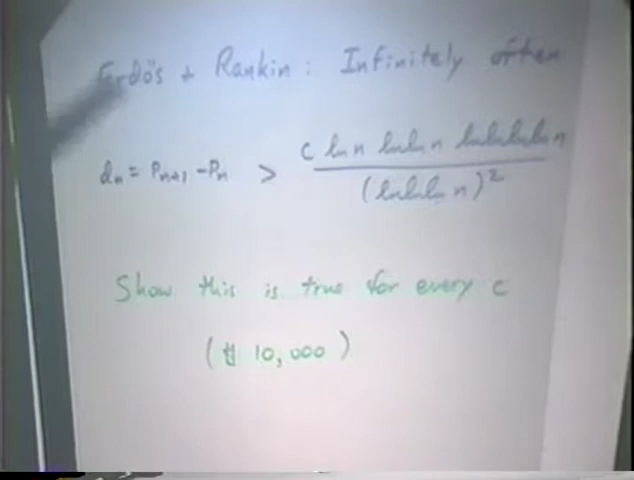 Erdős + Rankin : Infinitely often
dₙ = Pₙ₊₁ - Pₙ > c ln n lnln n lnlnlnln n
(lnlnln n)²
Show this is true for every c
($ 10,000)